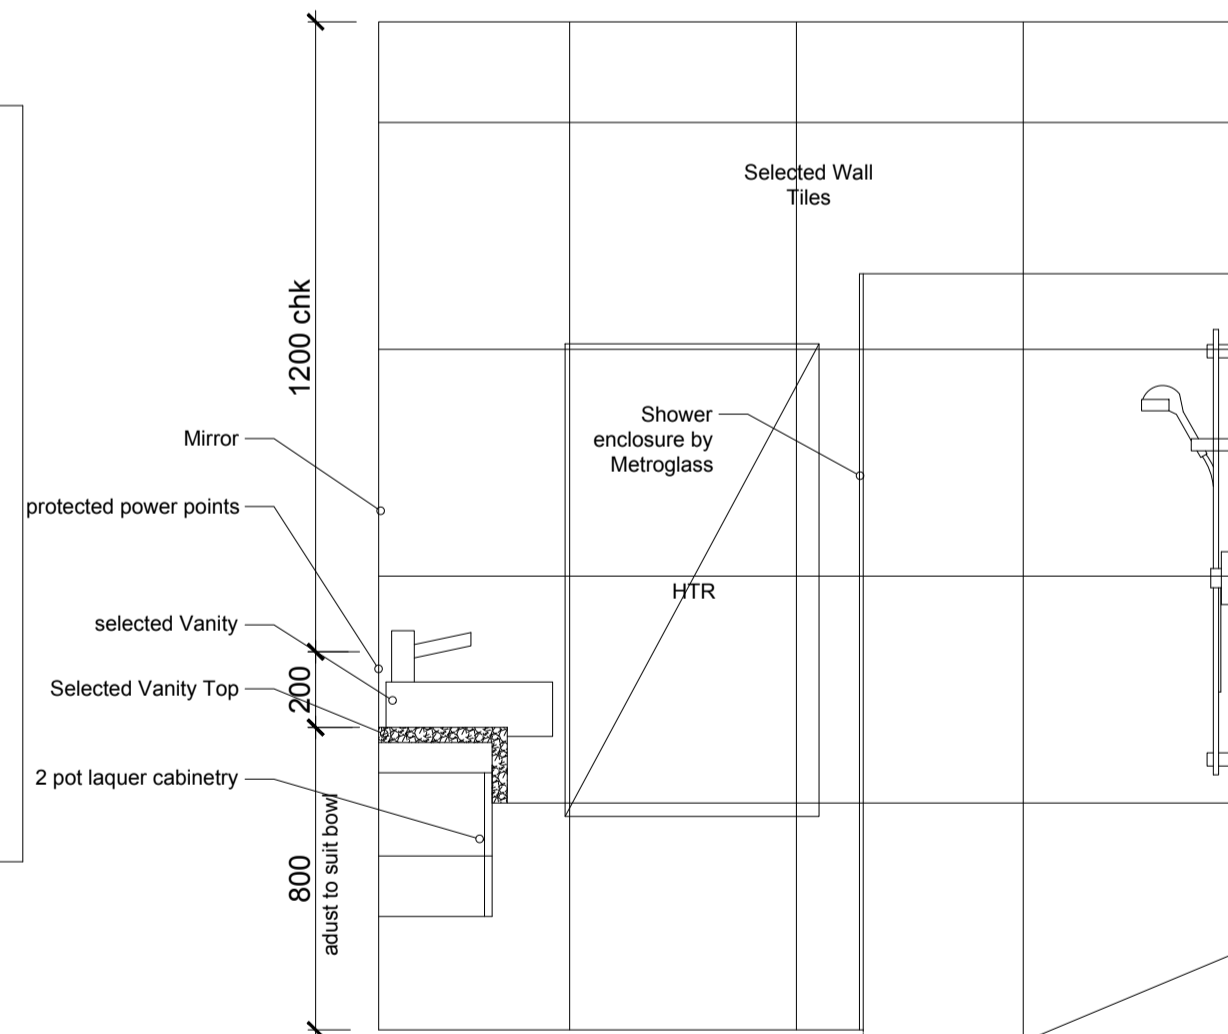 Selected Wall
Tiles
1200 chk
Shower
enclosure by
Metroglass
Mirror
protected power points
HTR
selected Vanity
200
Selected Vanity Top
2 pot laquer cabinetry
800
adust to suit bowl